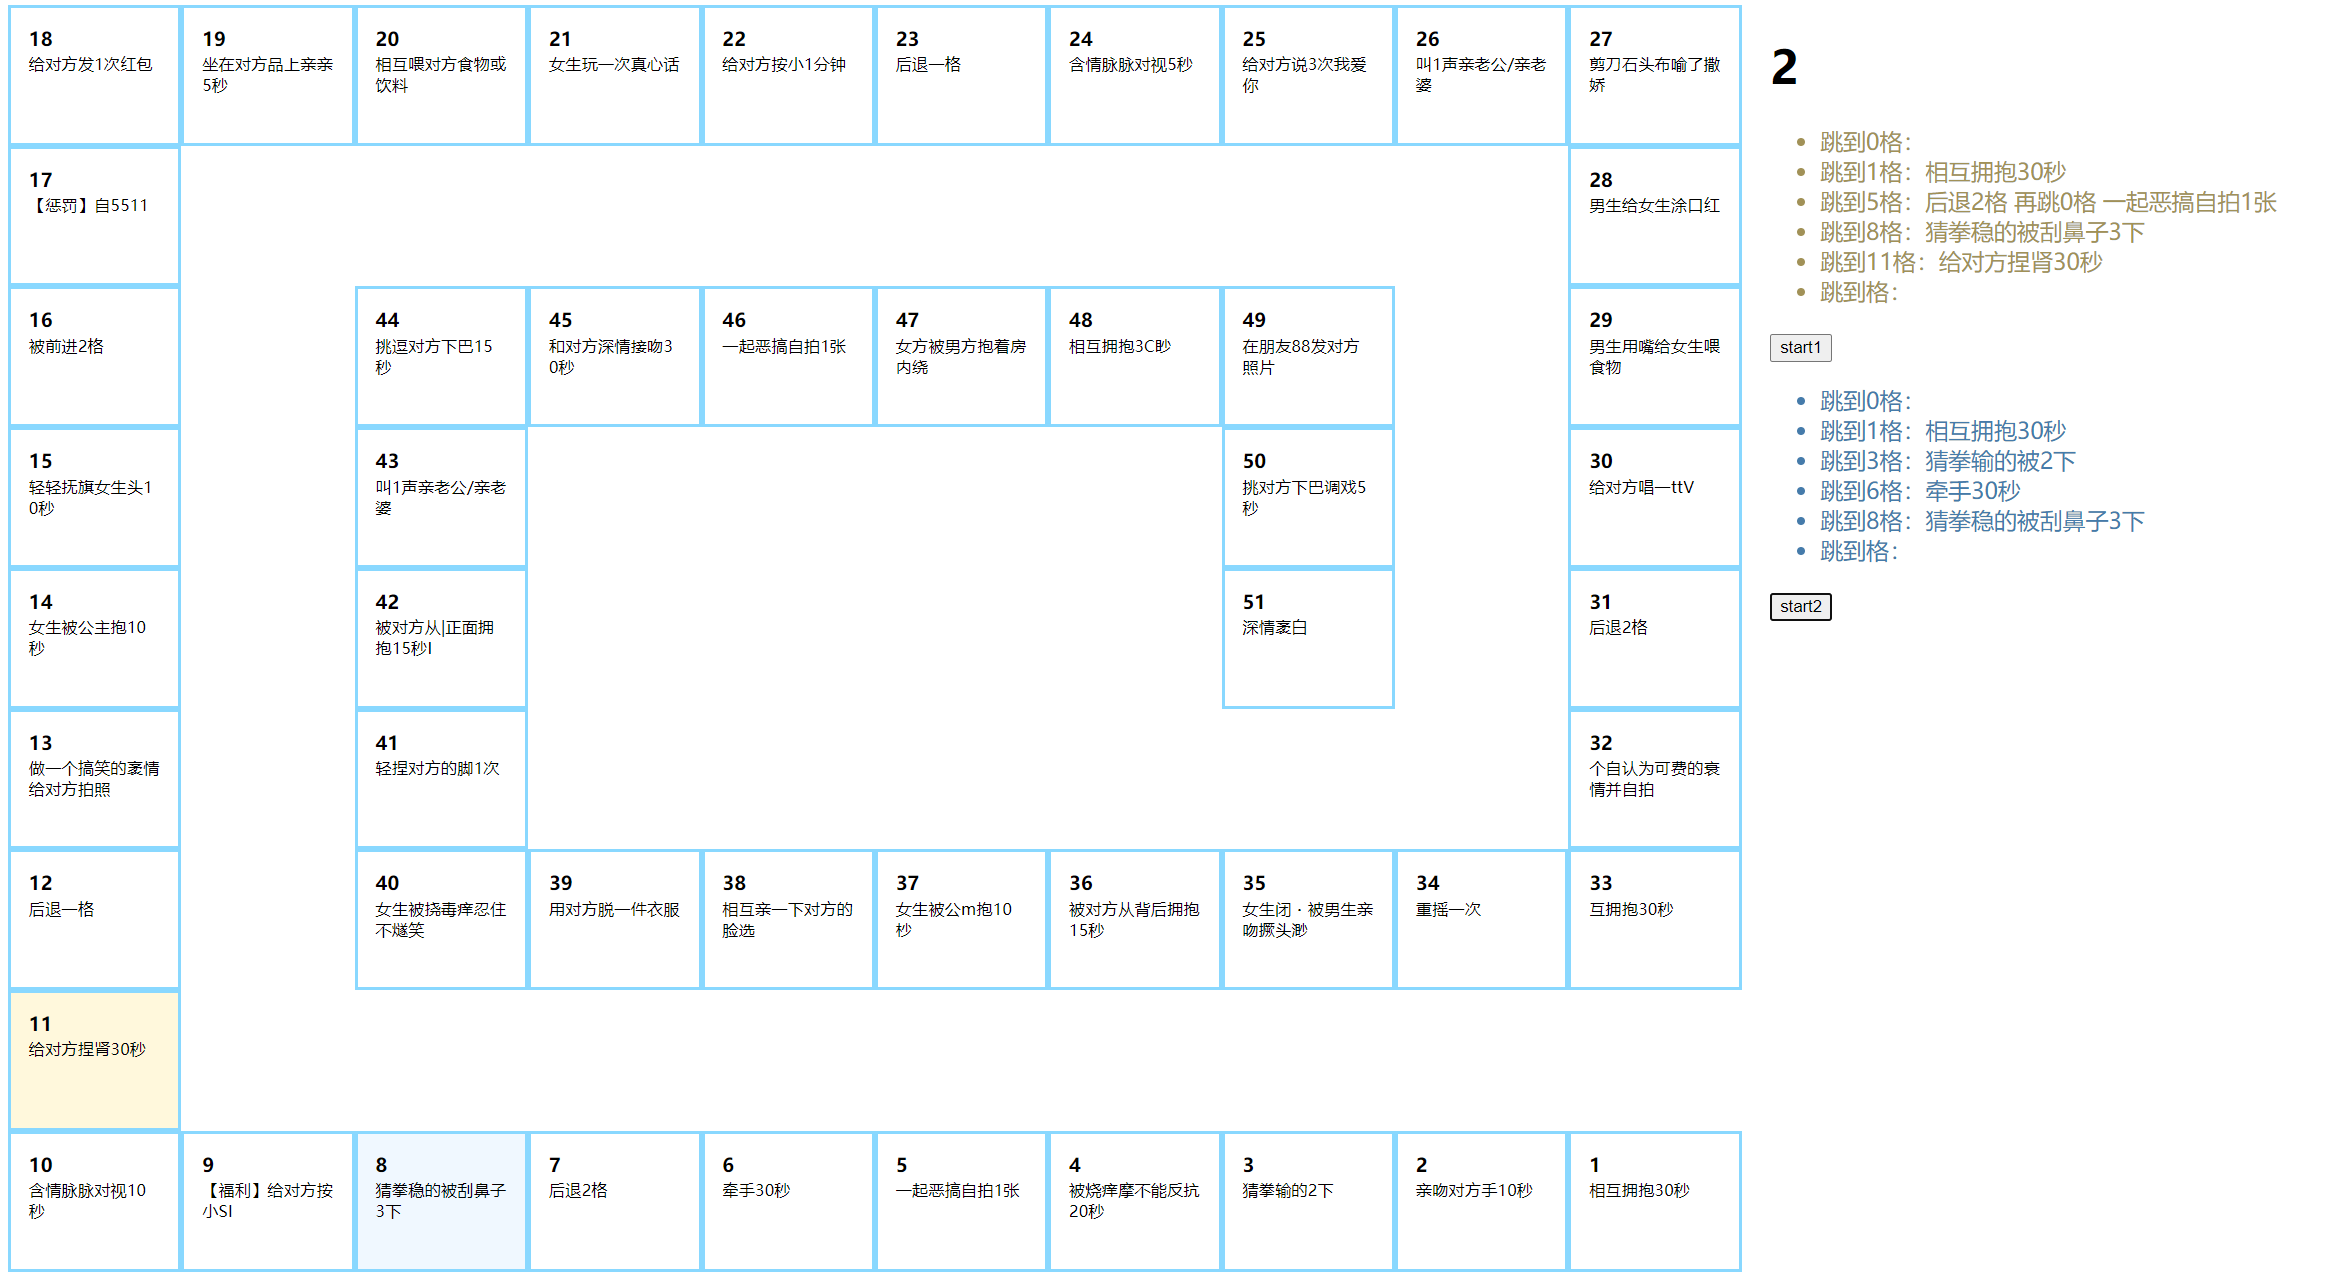 18
给对方发1次红包
19
坐在对方品上亲亲
5秒
20
相互喂对方食物或
饮料
21
女生玩一次真心话
22
给对方按小1分钟
23
后退一格
24
含情脉脉对视5秒
25
给对方说3次我爱
你
26
叫1声亲老公/亲老
婆
27
剪刀石头布喻了撒
娇
17
【惩罚】自5511
28
男生给女生涂口红
16
被前进2格
44
挑逗对方下巴15
秒
45
和对方深情接吻3
0秒
46
一起恶搞自拍1张
47
女方被男方抱着房
内绕
48
相互拥抱3C眇
49
在朋友88发对方
照片
29
男生用嘴给女生喂
食物
15
轻轻抚旗女生头1
0秒
43
叫1声亲老公/亲老
婆
50
挑对方下巴调戏5
秒
30
给对方唱一ttV
14
女生被公主抱10
秒
42
被对方从|正面拥
抱15秒I
51
深情袤白
31
后退2格
13
做一个搞笑的袤情
给对方拍照
41
轻捏对方的脚1次
32
个自认为可费的衰
情并自拍
12
后退一格
40
女生被挠毒痒忍住
不燧笑
39
用对方脱一件衣服
38
相互亲一下对方的
脸选
37
女生被公m抱10
杪
36
被对方从背后拥抱
15秒
35
女生闭・被男生亲
吻撅头渺
34
重摇一次
33
互拥抱30秒
11
给对方捏肾30秒
10
含情脉脉对视10
秒
9
【福利】给对方按
小SI
8
猜拳稳的被刮鼻子
3下
7
后退2格
6
牵手30秒
5
一起恶搞自拍1张
4
被烧痒摩不能反抗
20秒
3
猜拳输的2下
2
亲吻对方手10秒
1
相互拥抱30秒
2
跳到0格：
跳到1格：相互拥抱30秒
跳到5格：后退2格 再跳0格 一起恶搞自拍1张
跳到8格：猜拳稳的被刮鼻子3下
跳到11格：给对方捏肾30秒
跳到格：
start1
跳到0格：
跳到1格：相互拥抱30秒
跳到3格：猜拳输的被2下
跳到6格：牵手30秒
跳到8格：猜拳稳的被刮鼻子3下
跳到格：
start2